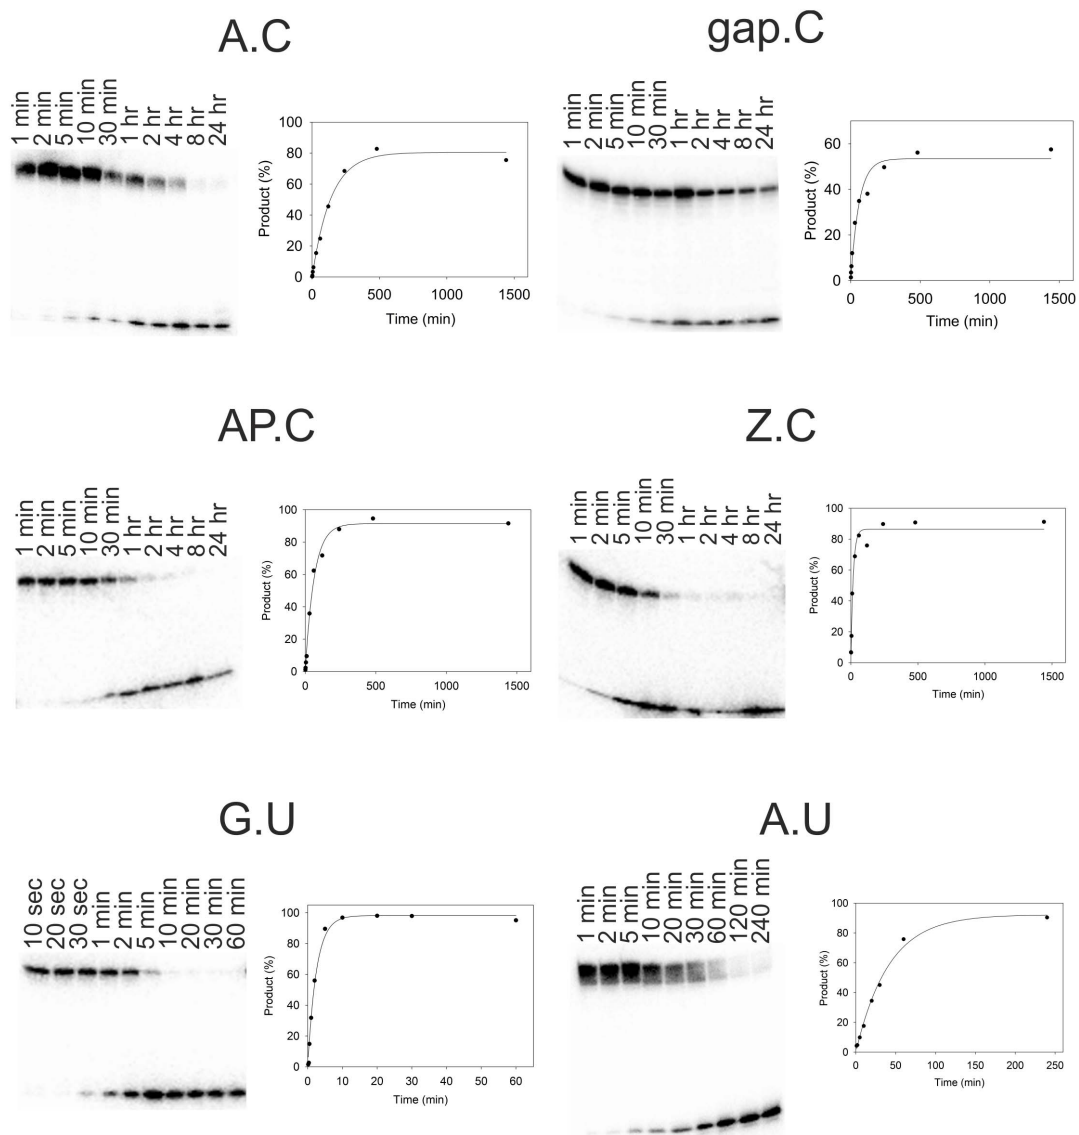 A.C
1 min
2 min
5 min
10 min
30 min
1 hr
2 hr
4 hr
8 hr
24 hr
Product (%)
100
80
60
40
20
0
0 500 1000 1500
Time (min)
gap.C
1 min
2 min
5 min
10 min
30 min
1 hr
2 hr
4 hr
8 hr
24 hr
Product (%)
60
40
20
0
0 500 1000 1500
Time (min)
AP.C
1 min
2 min
5 min
10 min
30 min
1 hr
2 hr
4 hr
8 hr
24 hr
Product (%)
100
80
60
40
20
0
0 500 1000 1500
Time (min)
Z.C
1 min
2 min
5 min
10 min
30 min
1 hr
2 hr
4 hr
8 hr
24 hr
Product (%)
100
80
60
40
20
0
0 500 1000 1500
Time (min)
G.U
10 sec
20 sec
30 sec
1 min
2 min
5 min
10 min
20 min
30 min
60 min
Product (%)
100
80
60
40
20
0
0 10 20 30 40 50 60
Time (min)
A.U
1 min
2 min
5 min
10 min
20 min
30 min
60 min
120 min
240 min
Product (%)
100
80
60
40
20
0
0 50 100 150 200 250
Time (min)